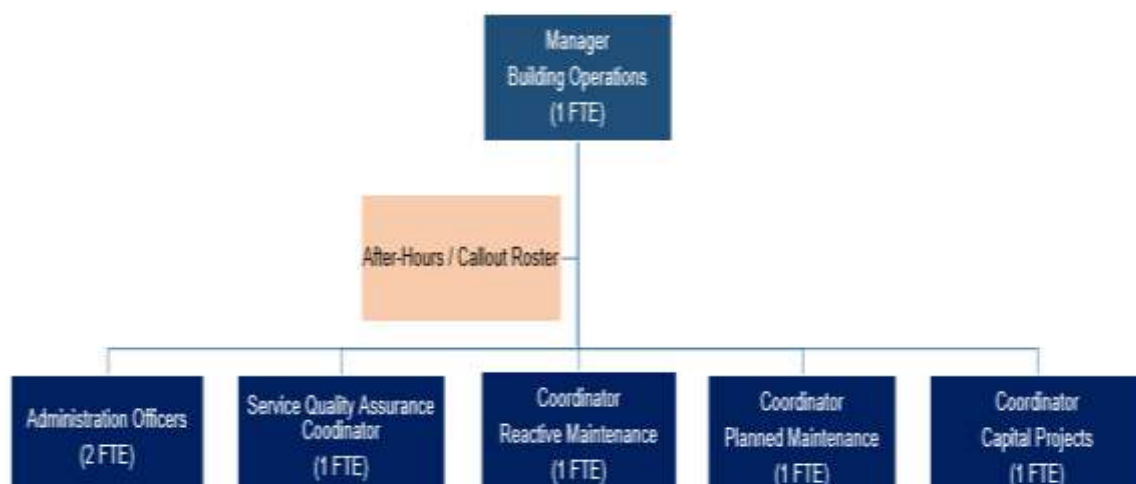 Manager
Building Operations
(1 FTE)
After-Hours / Callout Roster
Administration Officers
(2 FTE)
Service Quality Assurance
Coodinator
(1 FTE)
Coordinator
Reactive Maintenance
(1 FTE)
Coordinator
Planned Maintenance
(1 FTE)
Coordinator
Capital Projects
(1 FTE)